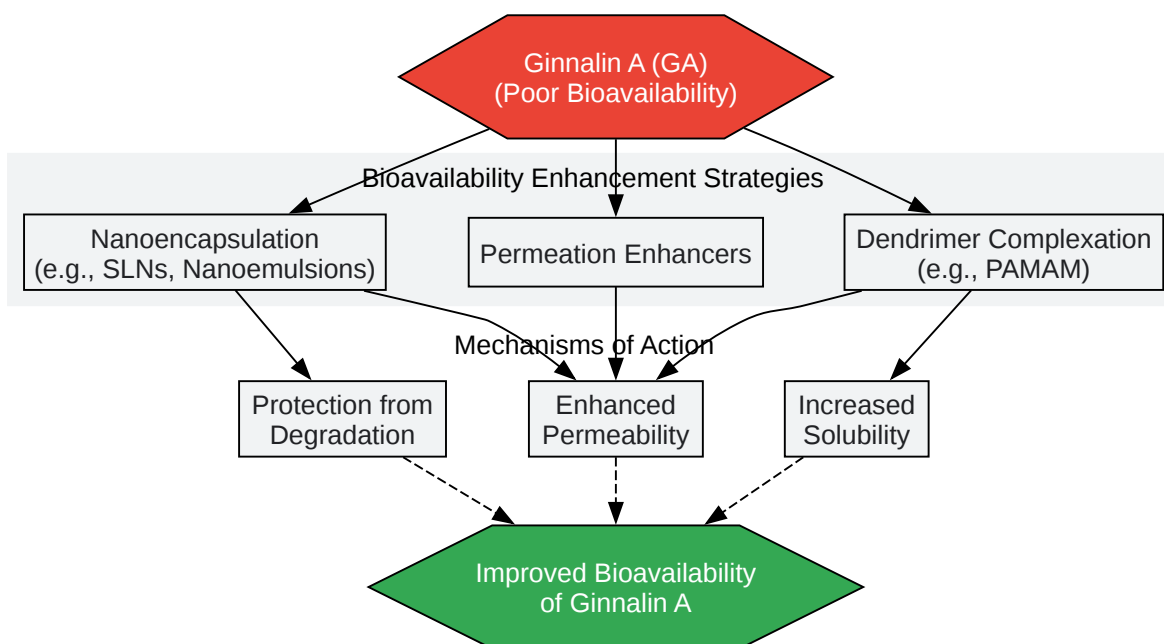 Ginnalin A (GA)
(Poor Bioavailability)
Bioavailability Enhancement Strategies
Nanoencapsulation
(e.g., SLNs, Nanoemulsions)
Permeation Enhancers
Dendrimer Complexation
(e.g., PAMAM)
Mechanisms of Action
Protection from
Degradation
Enhanced
Permeability
Increased
Solubility
Improved Bioavailability
of Ginnalin A